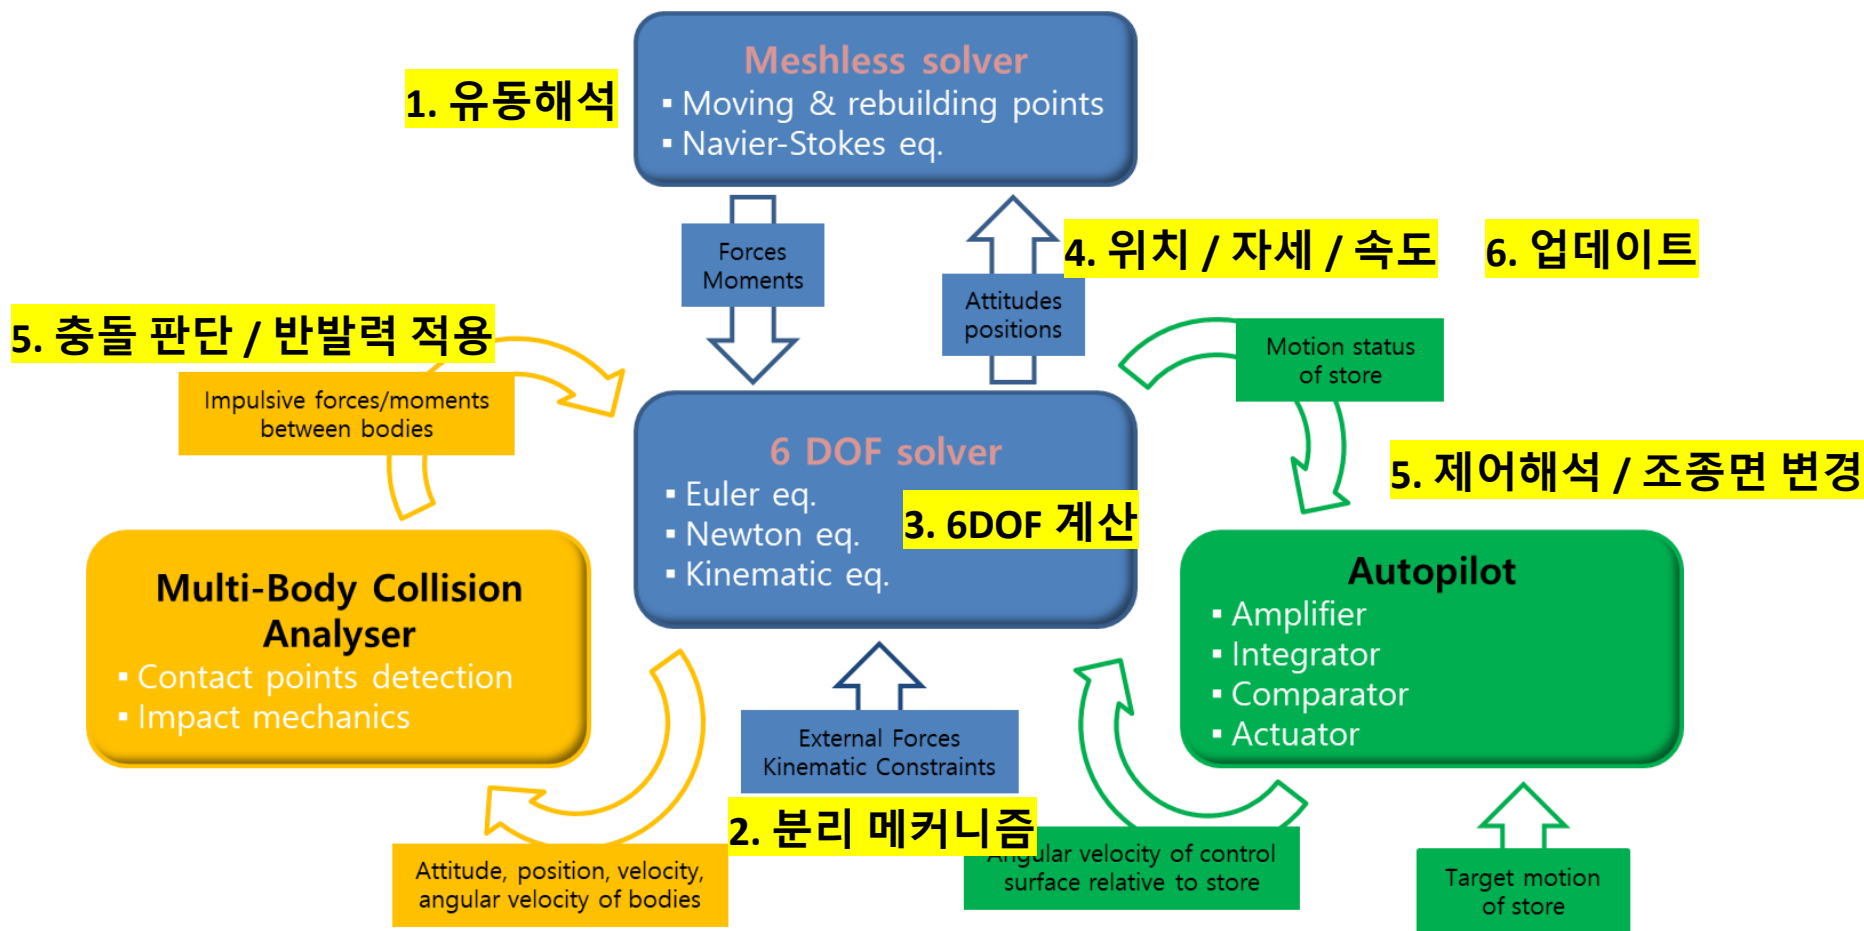 Meshless solver
▪ Moving & rebuilding points
▪ Navier-Stokes eq.
1. 유동해석
Forces
Moments
Attitudes
positions
4. 위치 / 자세 / 속도
6. 업데이트
5. 충돌 판단 / 반발력 적용
Impulsive forces/moments
between bodies
Motion status
of store
6 DOF solver
▪ Euler eq.
▪ Newton eq.
▪ Kinematic eq.
3. 6DOF 계산
5. 제어해석 / 조종면 변경
Multi-Body Collision
Analyser
▪ Contact points detection
▪ Impact mechanics
Autopilot
▪ Amplifier
▪ Integrator
▪ Comparator
▪ Actuator
External Forces
Kinematic Constraints
2. 분리 메커니즘
Attitude, position, velocity,
angular velocity of bodies
Angular velocity of control
surface relative to store
Target motion
of store